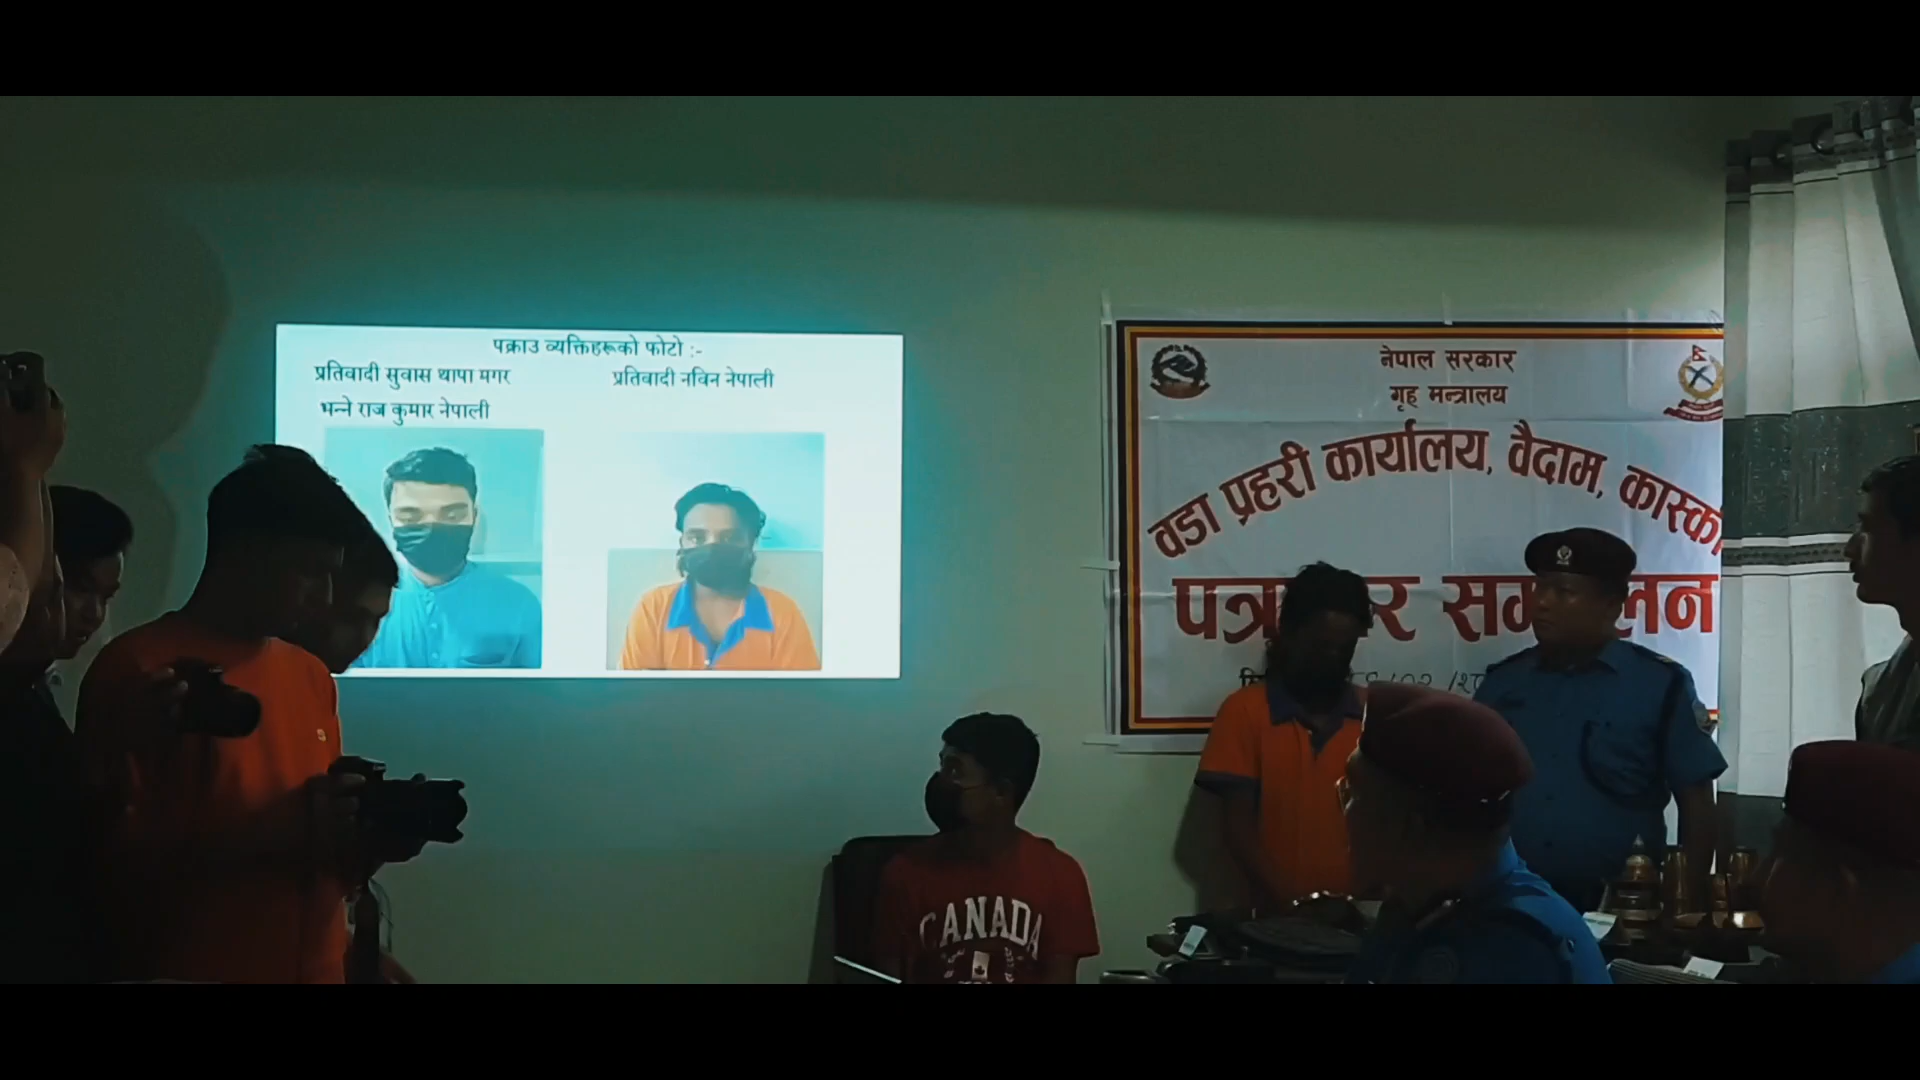 पक्राउ व्यक्तिहरूको फोटो :-
प्रतिवादी सुवास थापा मगर
भन्ने राज कुमार नेपाली
प्रतिवादी नविन नेपाली
नेपाल सरकार
गृह मन्त्रालय
वडा प्रहरी कार्यालय, वैदाम, कास्की
CANADA